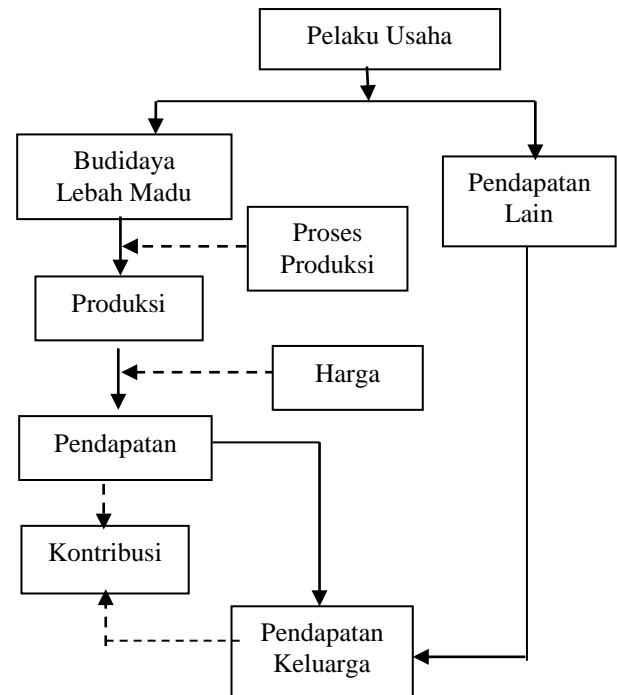 Pelaku Usaha
Budidaya
Lebah Madu
Pendapatan
Lain
Proses
Produksi
Produksi
Harga
Pendapatan
Kontribusi
Pendapatan
Keluarga